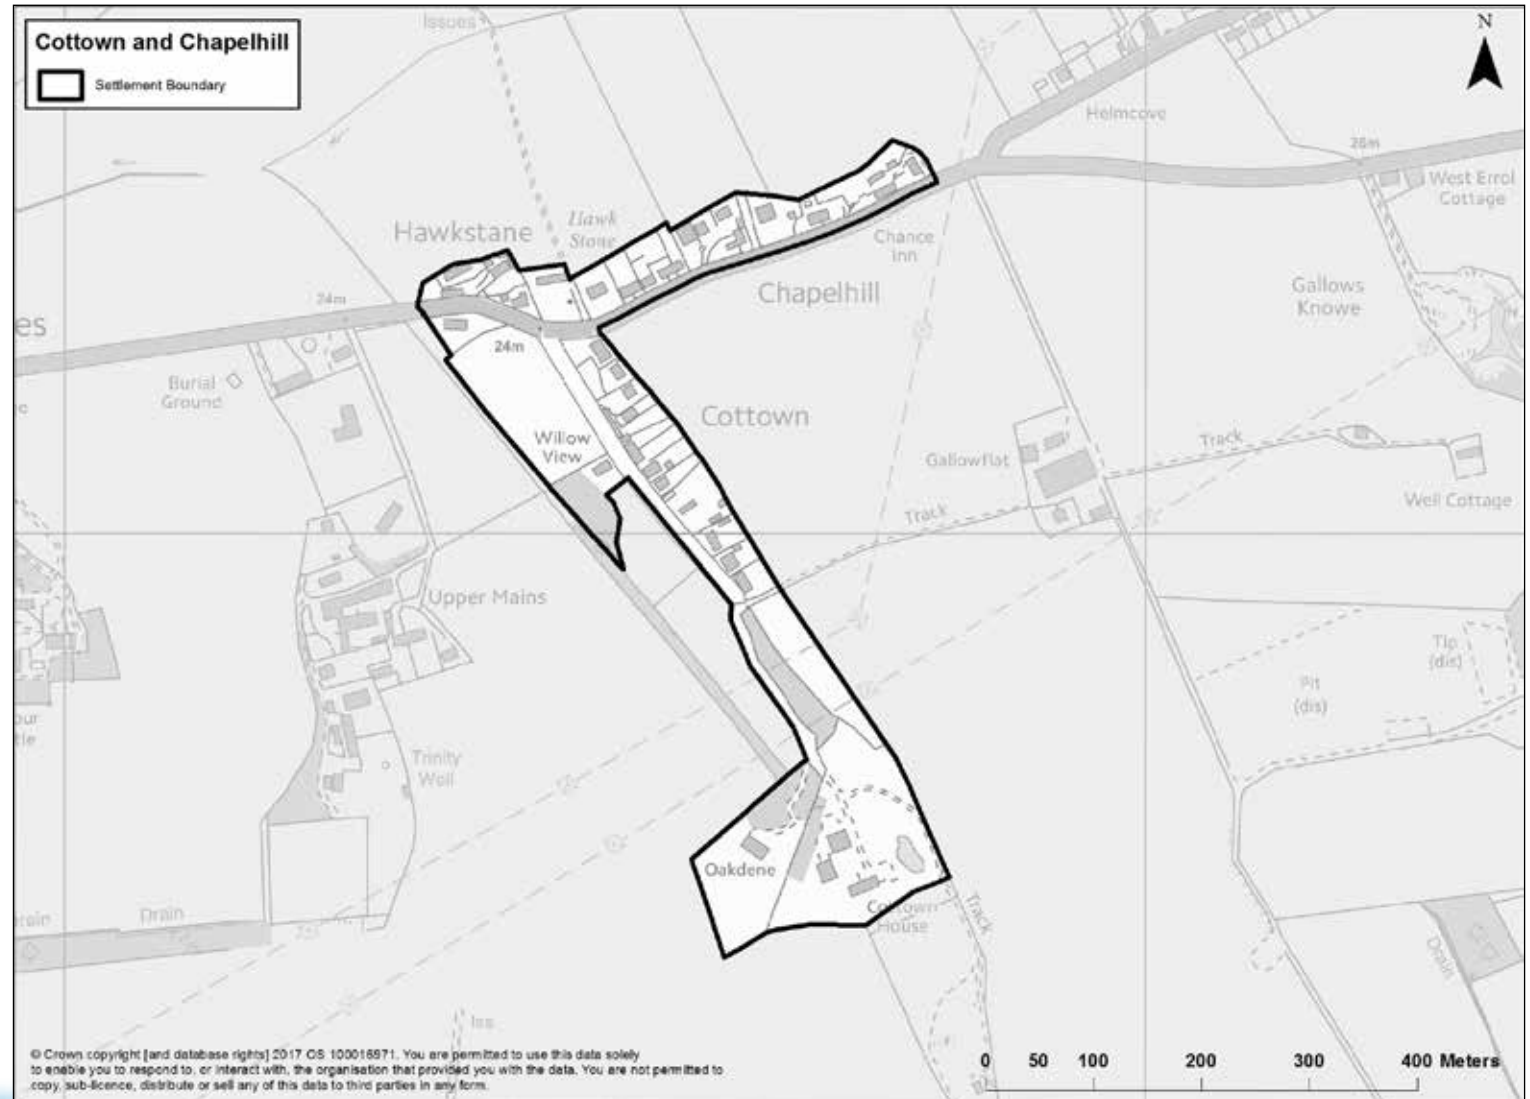 Cottown and Chapelhill
Settlement Boundary
Issues
N
Helmcove
26m
West Errol
Cottage
Hawk
Stone
Hawkstane
Chance
Inn
Chapelhill
Gallows
Knowe
24m
24m
es
Burial
Ground
Cottown
Willow
View
Track
Gallowflat
Well Cottage
Track
Upper Mains
Tip
(dis)
Pit
(dis)
our
tle
Trinity
Well
Oakdene
Cottown
House
Track
Drain
Drain
Iss
© Crown copyright [and database rights] 2017 OS 100016971. You are permitted to use this data solely
to enable you to respond to, or interact with, the organisation that provided you with the data. You are not permitted to
copy, sub-licence, distribute or sell any of this data to third parties in any form.
0 50 100 200 300 400 Meters